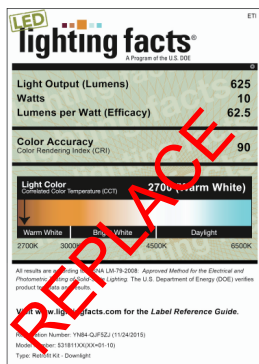 ETI
LED
lighting facts®
A Program of the U.S. DOE
Light Output (Lumens) 625
Watts 10
Lumens per Watt (Efficacy) 62.5
Color Accuracy
Color Rendering Index (CRI) 90
Light Color
Correlated Color Temperature (CCT) 2700 (Warm White)
Warm White Bright White Daylight
2700K 3000K 4500K 6500K
All results are according to IESNA LM-79-2008: Approved Method for the Electrical and
Photometric Testing of Solid-State Lighting. The U.S. Department of Energy (DOE) verifies
product test data and results.
Visit www.lightingfacts.com for the Label Reference Guide.
Registration Number: YN84-QJF5ZJ (11/24/2015)
Model Number: 531811XX(XX=01-10)
Type: Retrofit Kit - Downlight
REPLACE